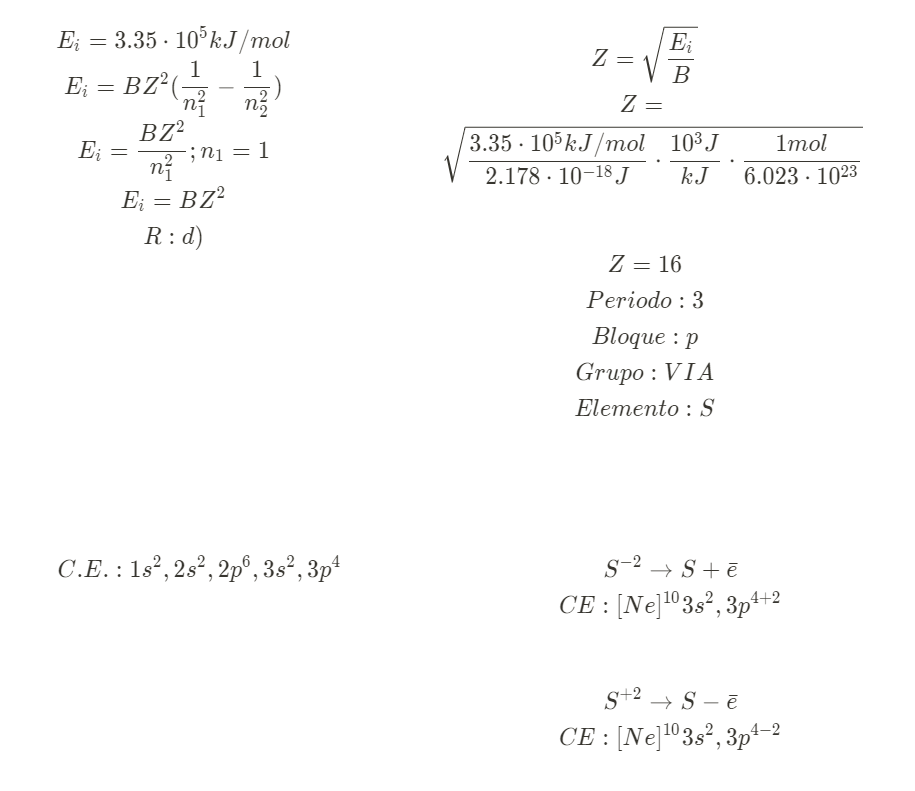 $E_i = 3.35 \cdot 10^5 kJ/mol$
$E_i = BZ^2(\frac{1}{n_1^2} - \frac{1}{n_2^2})$
$E_i = \frac{BZ^2}{n_1^2}; n_1 = 1$
$E_i = BZ^2$
$R : d)$
$Z = \sqrt{\frac{E_i}{B}}$
$Z =$
$\sqrt{\frac{3.35 \cdot 10^5 kJ/mol}{2.178 \cdot 10^{-18} J} \cdot \frac{10^3 J}{kJ} \cdot \frac{1mol}{6.023 \cdot 10^{23}}}$
$Z = 16$
$Periodo : 3$
$Bloque : p$
$Grupo : VIA$
$Elemento : S$
$C.E. : 1s^2, 2s^2, 2p^6, 3s^2, 3p^4$
$S^{-2} \rightarrow S + \bar{e}$
$CE : [Ne]^{10} 3s^2, 3p^{4+2}$
$S^{+2} \rightarrow S - \bar{e}$
$CE : [Ne]^{10} 3s^2, 3p^{4-2}$